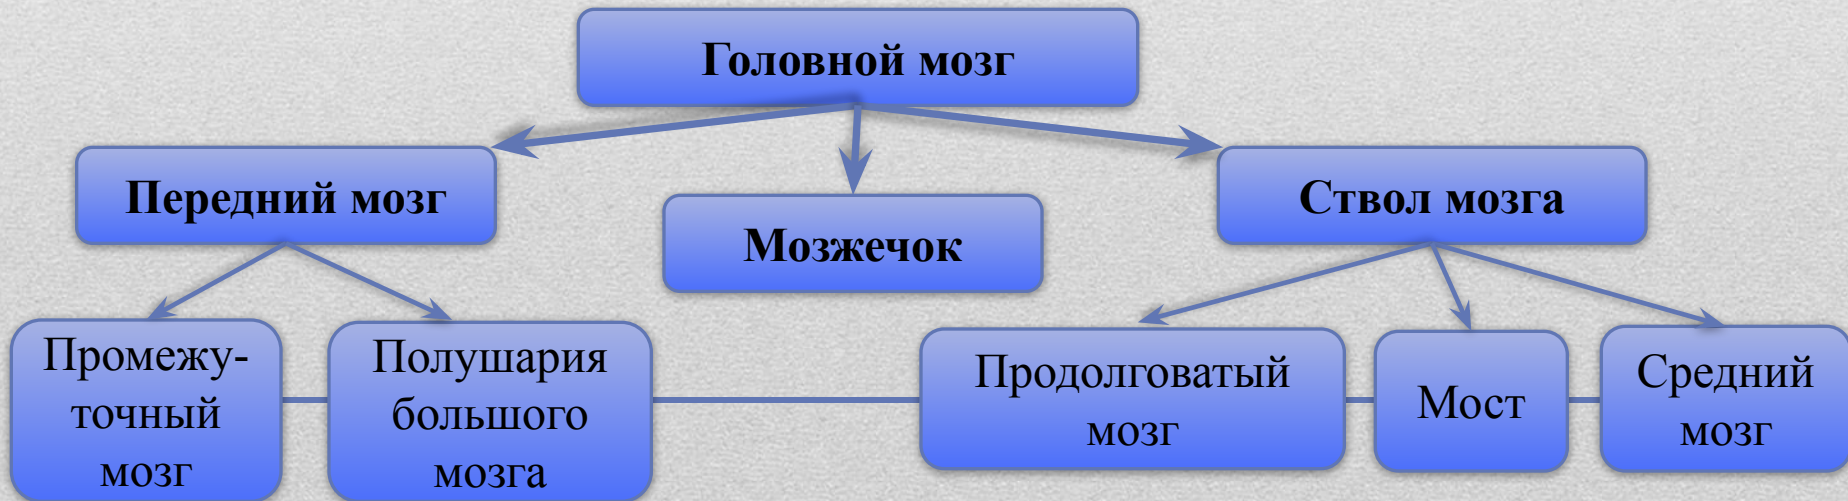 Головной мозг
Передний мозг
Мозжечок
Ствол мозга
Промежу-
точный
мозг
Полушария
большого
мозга
Продолговатый
мозг
Мост
Средний
мозг